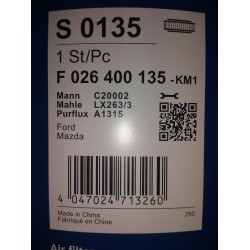 S 0135
1 St/Pc
F 026 400 135 -KM1
Mann C20002
Mahle LX263/3
Purflux A1315
Ford
Mazda
4 047024 713260
Made in China
Fabriqué en Chine
250
Air filter